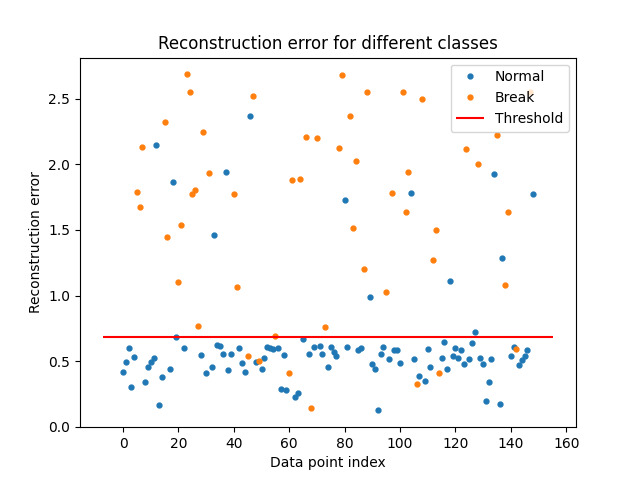 Reconstruction error for different classes
Normal
Break
Threshold
2.5
2.0
1.5
1.0
0.5
0.0
Reconstruction error
0 20 40 60 80 100 120 140 160
Data point index